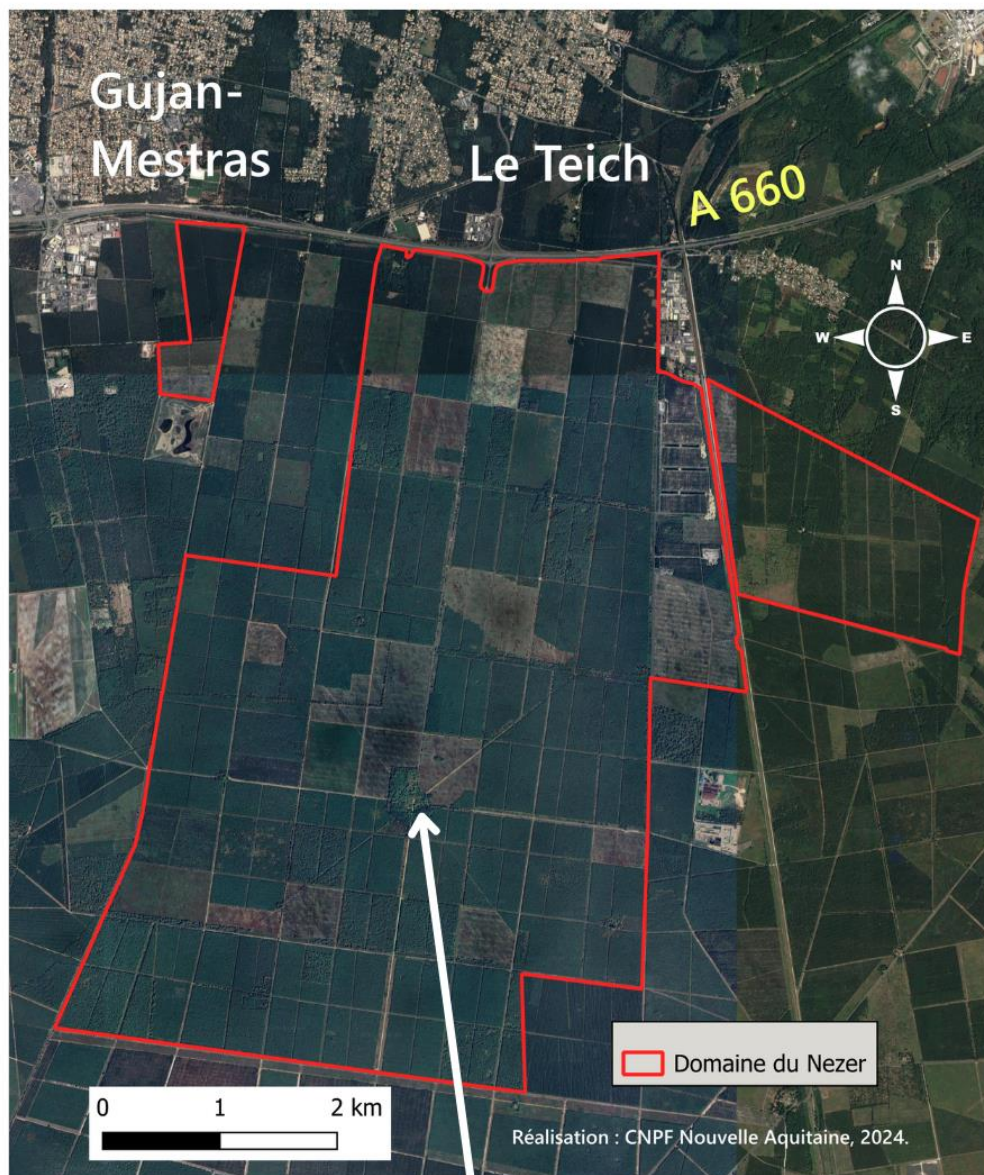 Gujan-
Mestras
Le Teich
A 660
N
W
E
S
Domaine du Nezer
0 1 2 km
Réalisation : CNPF Nouvelle Aquitaine, 2024.